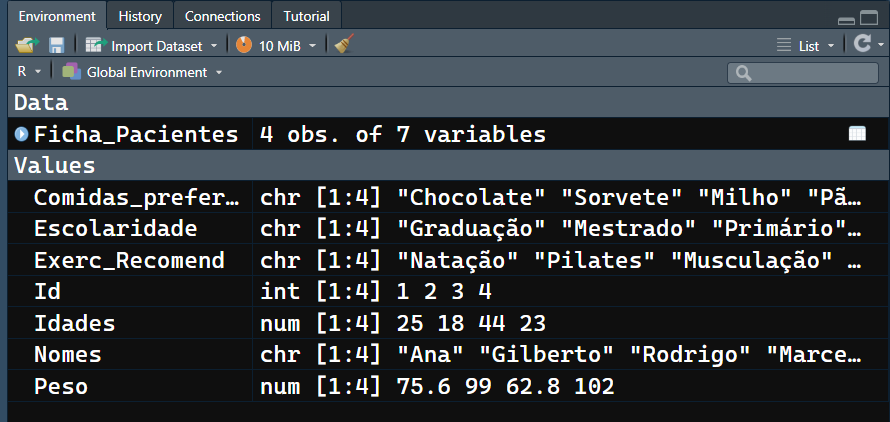 Environment History Connections Tutorial
Import Dataset 10 MiB List
R Global Environment
Data
Ficha_Pacientes 4 obs. of 7 variables
Values
Comidas_prefer… chr [1:4] "Chocolate" "Sorvete" "Milho" "Pã…
Escolaridade chr [1:4] "Graduação" "Mestrado" "Primário"…
Exerc_Recomend chr [1:4] "Natação" "Pilates" "Musculação" …
Id int [1:4] 1 2 3 4
Idades num [1:4] 25 18 44 23
Nomes chr [1:4] "Ana" "Gilberto" "Rodrigo" "Marce…
Peso num [1:4] 75.6 99 62.8 102